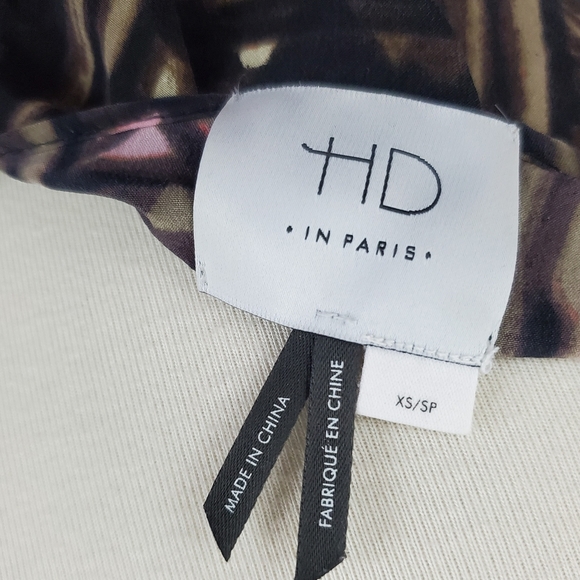 HD
• IN PARIS •
XS/SP
MADE IN CHINA
FABRIQUÉ EN CHINE